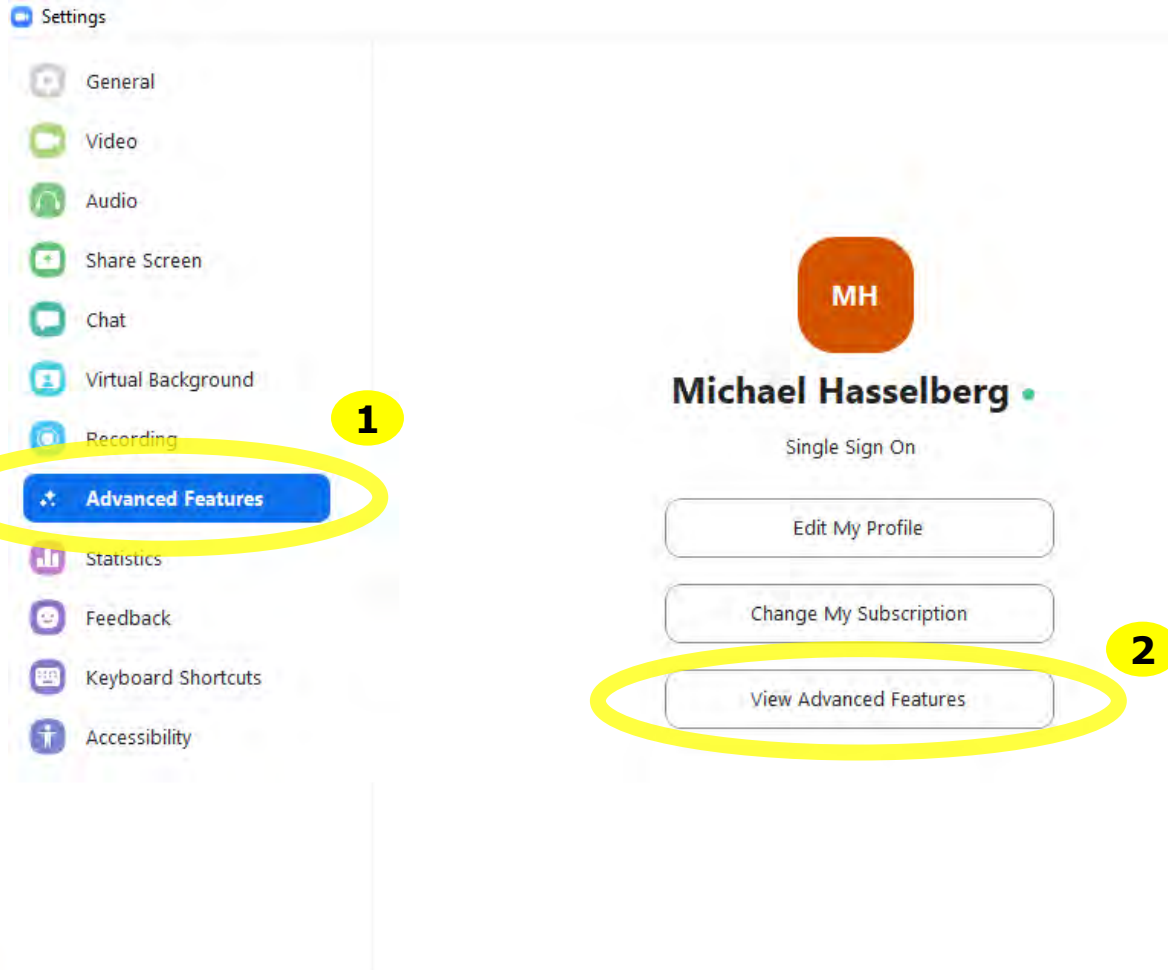 Settings
General
Video
Audio
Share Screen
Chat
Virtual Background
1
Recording
Advanced Features
Statistics
Feedback
Keyboard Shortcuts
Accessibility
MH
Michael Hasselberg
Single Sign On
Edit My Profile
Change My Subscription
2
View Advanced Features